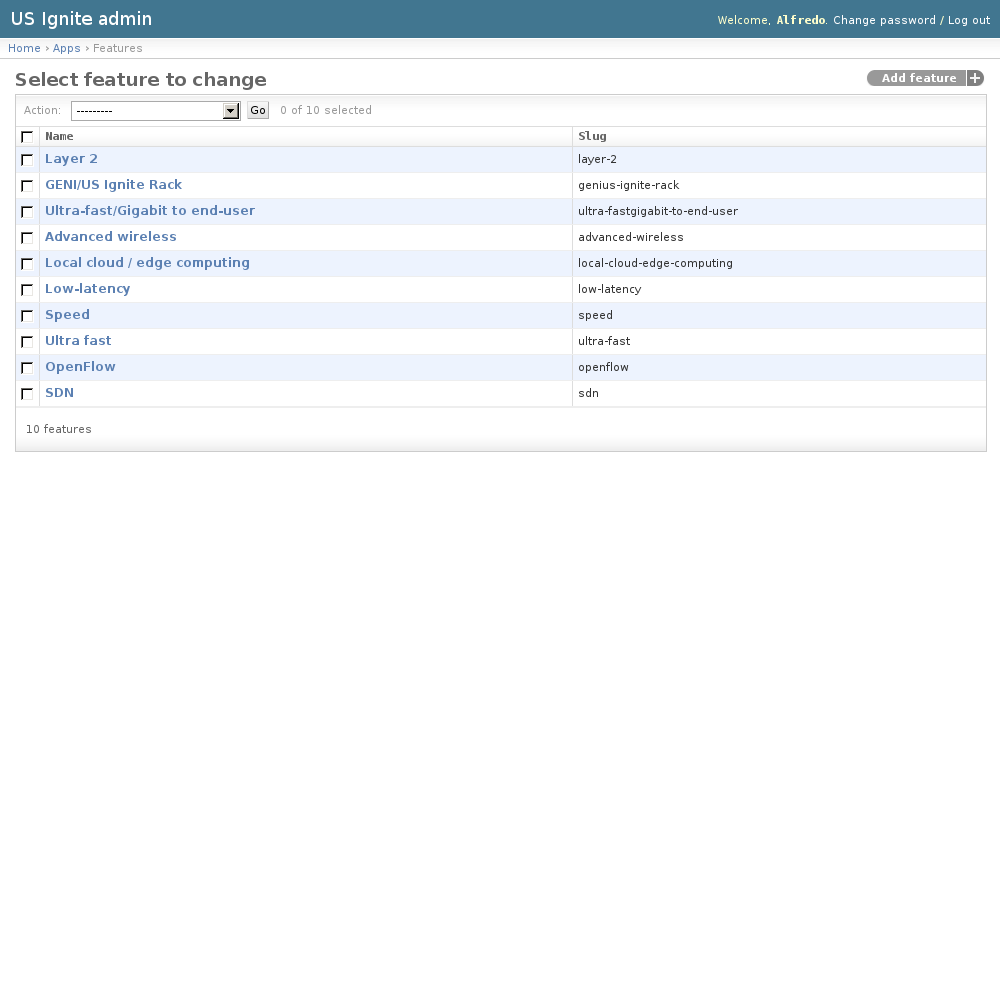 US Ignite admin
Welcome, Alfredo. Change password / Log out
Home › Apps › Features
Select feature to change
Add feature +
Action: --------- Go 0 of 10 selected
Name Slug
Layer 2 layer-2
GENI/US Ignite Rack genius-ignite-rack
Ultra-fast/Gigabit to end-user ultra-fastgigabit-to-end-user
Advanced wireless advanced-wireless
Local cloud / edge computing local-cloud-edge-computing
Low-latency low-latency
Speed speed
Ultra fast ultra-fast
OpenFlow openflow
SDN sdn
10 features